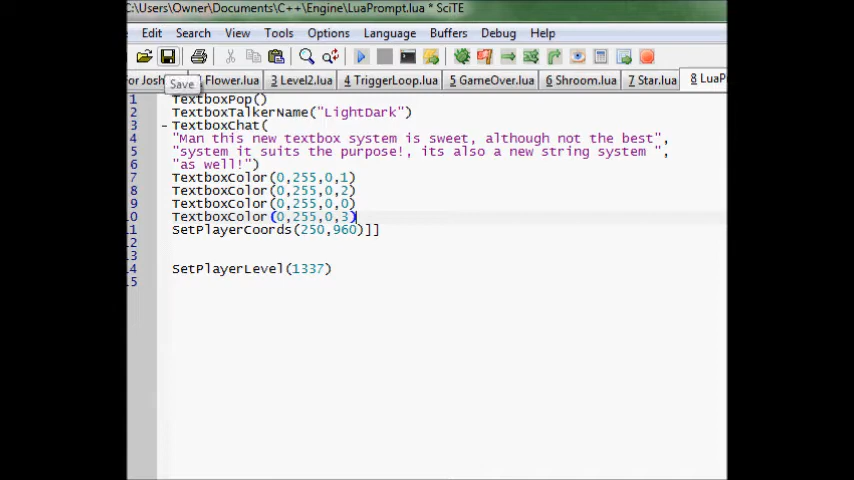 C:\Users\Owner\Documents\C++\Engine\LuaPrompt.lua * SciTE
Edit Search View Tools Options Language Buffers Debug Help
For Josh Flower.lua 3 Level2.lua 4 TriggerLoop.lua 5 GameOver.lua 6 Shroom.lua 7 Star.lua 8 LuaP
Save
1 TextboxPop()
2 TextboxTalkerName("LightDark")
3 - TextboxChat(
4 "Man this new textbox system is sweet, although not the best",
5 "system it suits the purpose!, its also a new string system ",
6 "as well!")
7 TextboxColor(0,255,0,1)
8 TextboxColor(0,255,0,2)
9 TextboxColor(0,255,0,0)
10 TextboxColor(0,255,0,3)
11 SetPlayerCoords(250,960)]]
12
13
14 SetPlayerLevel(1337)
15